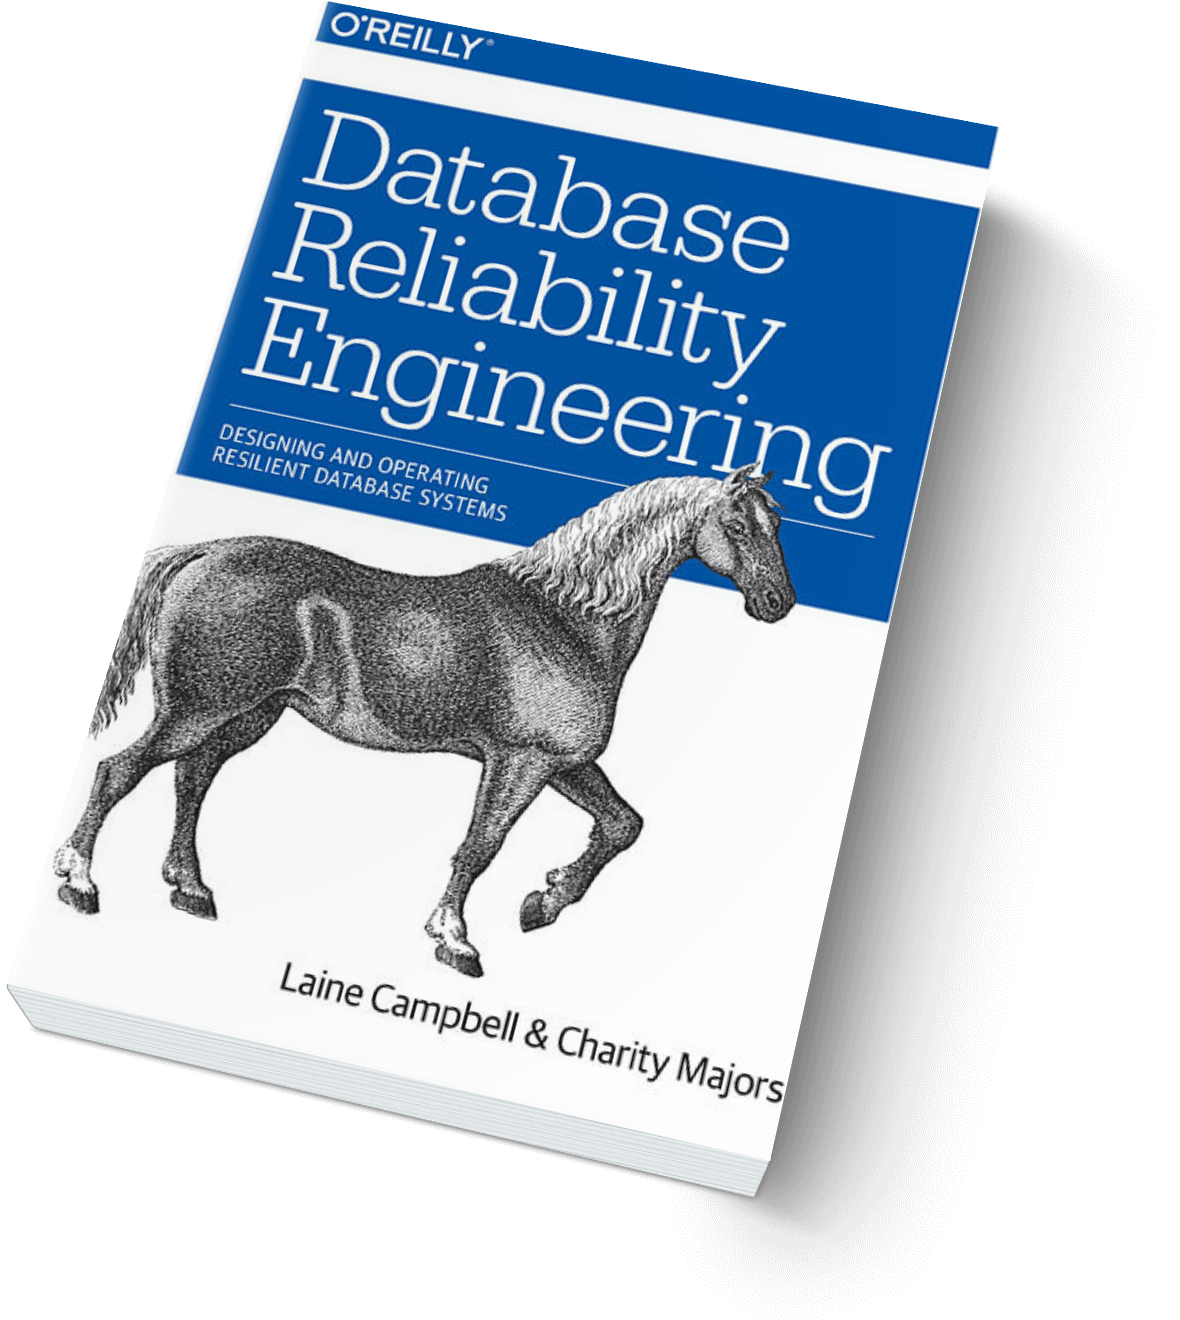 O'REILLY®
Database
Reliability
Engineering
DESIGNING AND OPERATING
RESILIENT DATABASE SYSTEMS
Laine Campbell & Charity Majors